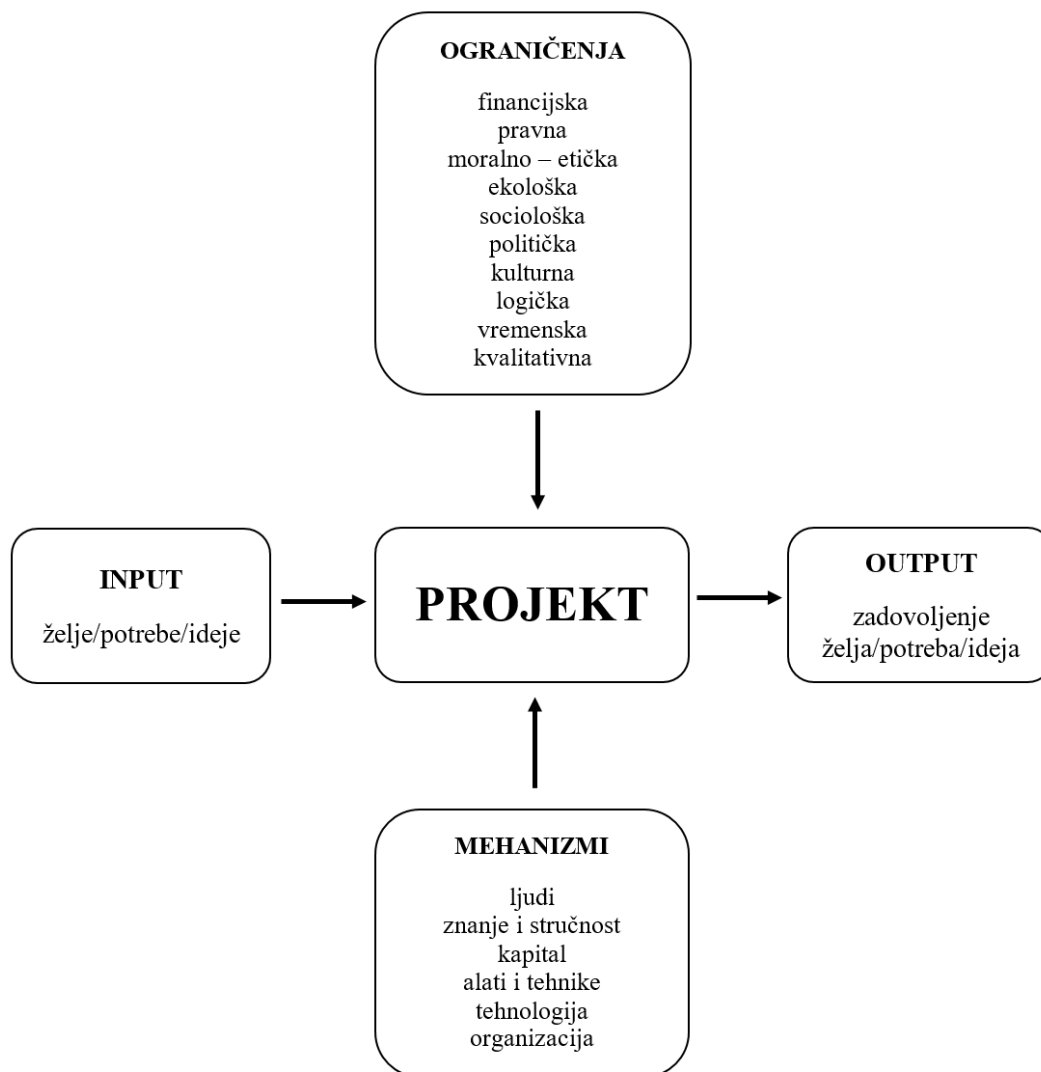 OGRANIČENJA
financijska
pravna
moralno – etička
ekološka
sociološka
politička
kulturna
logička
vremenska
kvalitativna
INPUT
želje/potrebe/ideje
PROJEKT
OUTPUT
zadovoljenje
želja/potreba/ideja
MEHANIZMI
ljudi
znanje i stručnost
kapital
alati i tehnike
tehnologija
organizacija